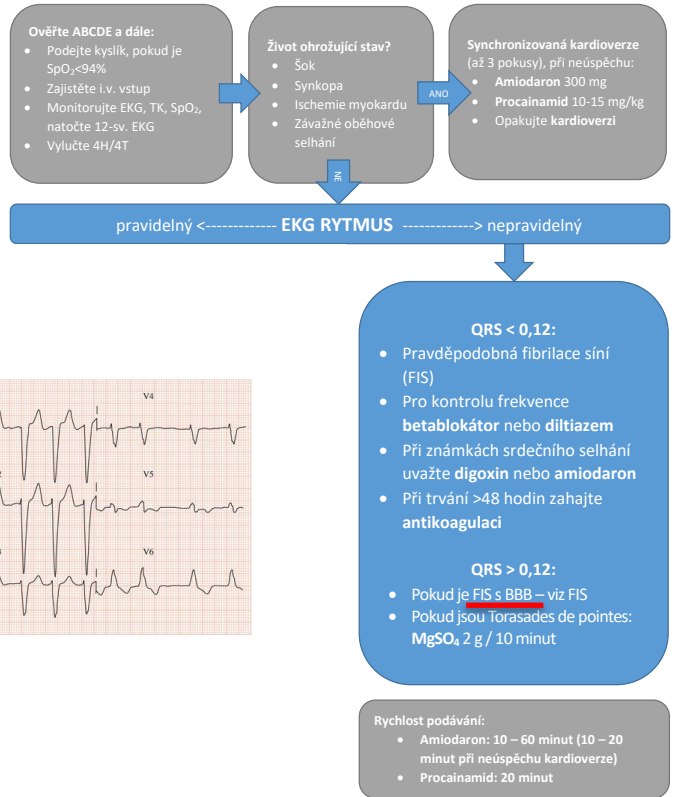 Ověřte ABCDE a dále:
• Podejte kyslík, pokud je
SpO₂<94%
• Zajistěte i.v. vstup
• Monitorujte EKG, TK, SpO₂,
natočte 12-sv. EKG
• Vylučte 4H/4T
Život ohrožující stav?
• Šok
• Synkopa
• Ischemie myokardu
• Závažné oběhové
selhání
ANO
Synchronizovaná kardioverze
(až 3 pokusy), při neúspěchu:
• Amiodaron 300 mg
• Procainamid 10-15 mg/kg
• Opakujte kardioverzi
NE
pravidelný <------------- EKG RYTMUS -------------> nepravidelný
QRS < 0,12:
• Pravděpodobná fibrilace síní
(FIS)
• Pro kontrolu frekvence
betablokátor nebo diltiazem
• Při známkách srdečního selhání
uvažte digoxin nebo amiodaron
• Při trvání >48 hodin zahajte
antikoagulaci
QRS > 0,12:
• Pokud je FIS s BBB – viz FIS
• Pokud jsou Torasades de pointes:
MgSO₄ 2 g / 10 minut
V4
V5
V6
Rychlost podávání:
• Amiodaron: 10 – 60 minut (10 – 20
minut při neúspěchu kardioverze)
• Procainamid: 20 minut